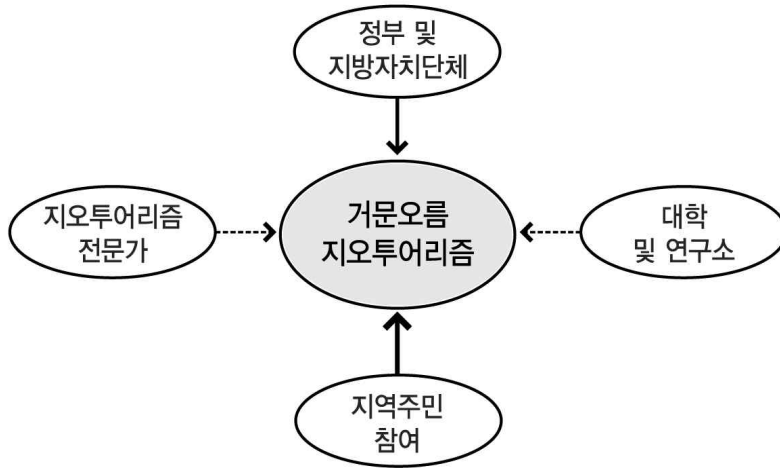 정부 및
지방자치단체
지오투어리즘
전문가
거문오름
지오투어리즘
대학
및 연구소
지역주민
참여